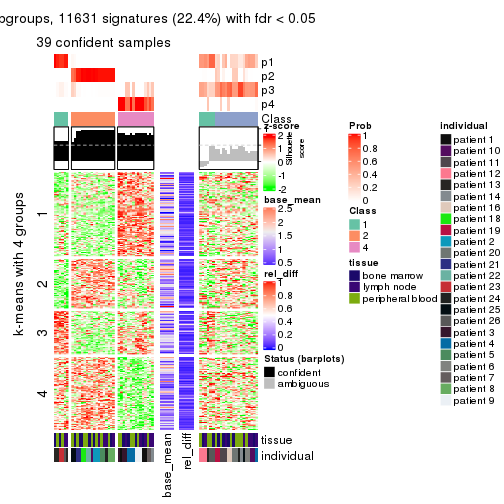 ogroups, 11631 signatures (22.4%) with fdr < 0.05
39 confident samples
p1
p2
p3
p4
Class
z-score
2
1
0
-1
-2
Silhouette
score
k-means with 4 groups
1
2
3
4
tissue
individual
base_mean
rel_diff
base_mean
2.5
2
1.5
1
0.5
rel_diff
1
0.8
0.6
0.4
0.2
0
Status (barplots)
confident
ambiguous
Prob
1
0.8
0.6
0.4
0.2
0
Class
1
2
4
tissue
bone marrow
lymph node
peripheral blood
individual
patient 1
patient 10
patient 11
patient 12
patient 13
patient 14
patient 16
patient 18
patient 19
patient 2
patient 20
patient 21
patient 22
patient 23
patient 24
patient 25
patient 26
patient 3
patient 4
patient 5
patient 6
patient 7
patient 8
patient 9